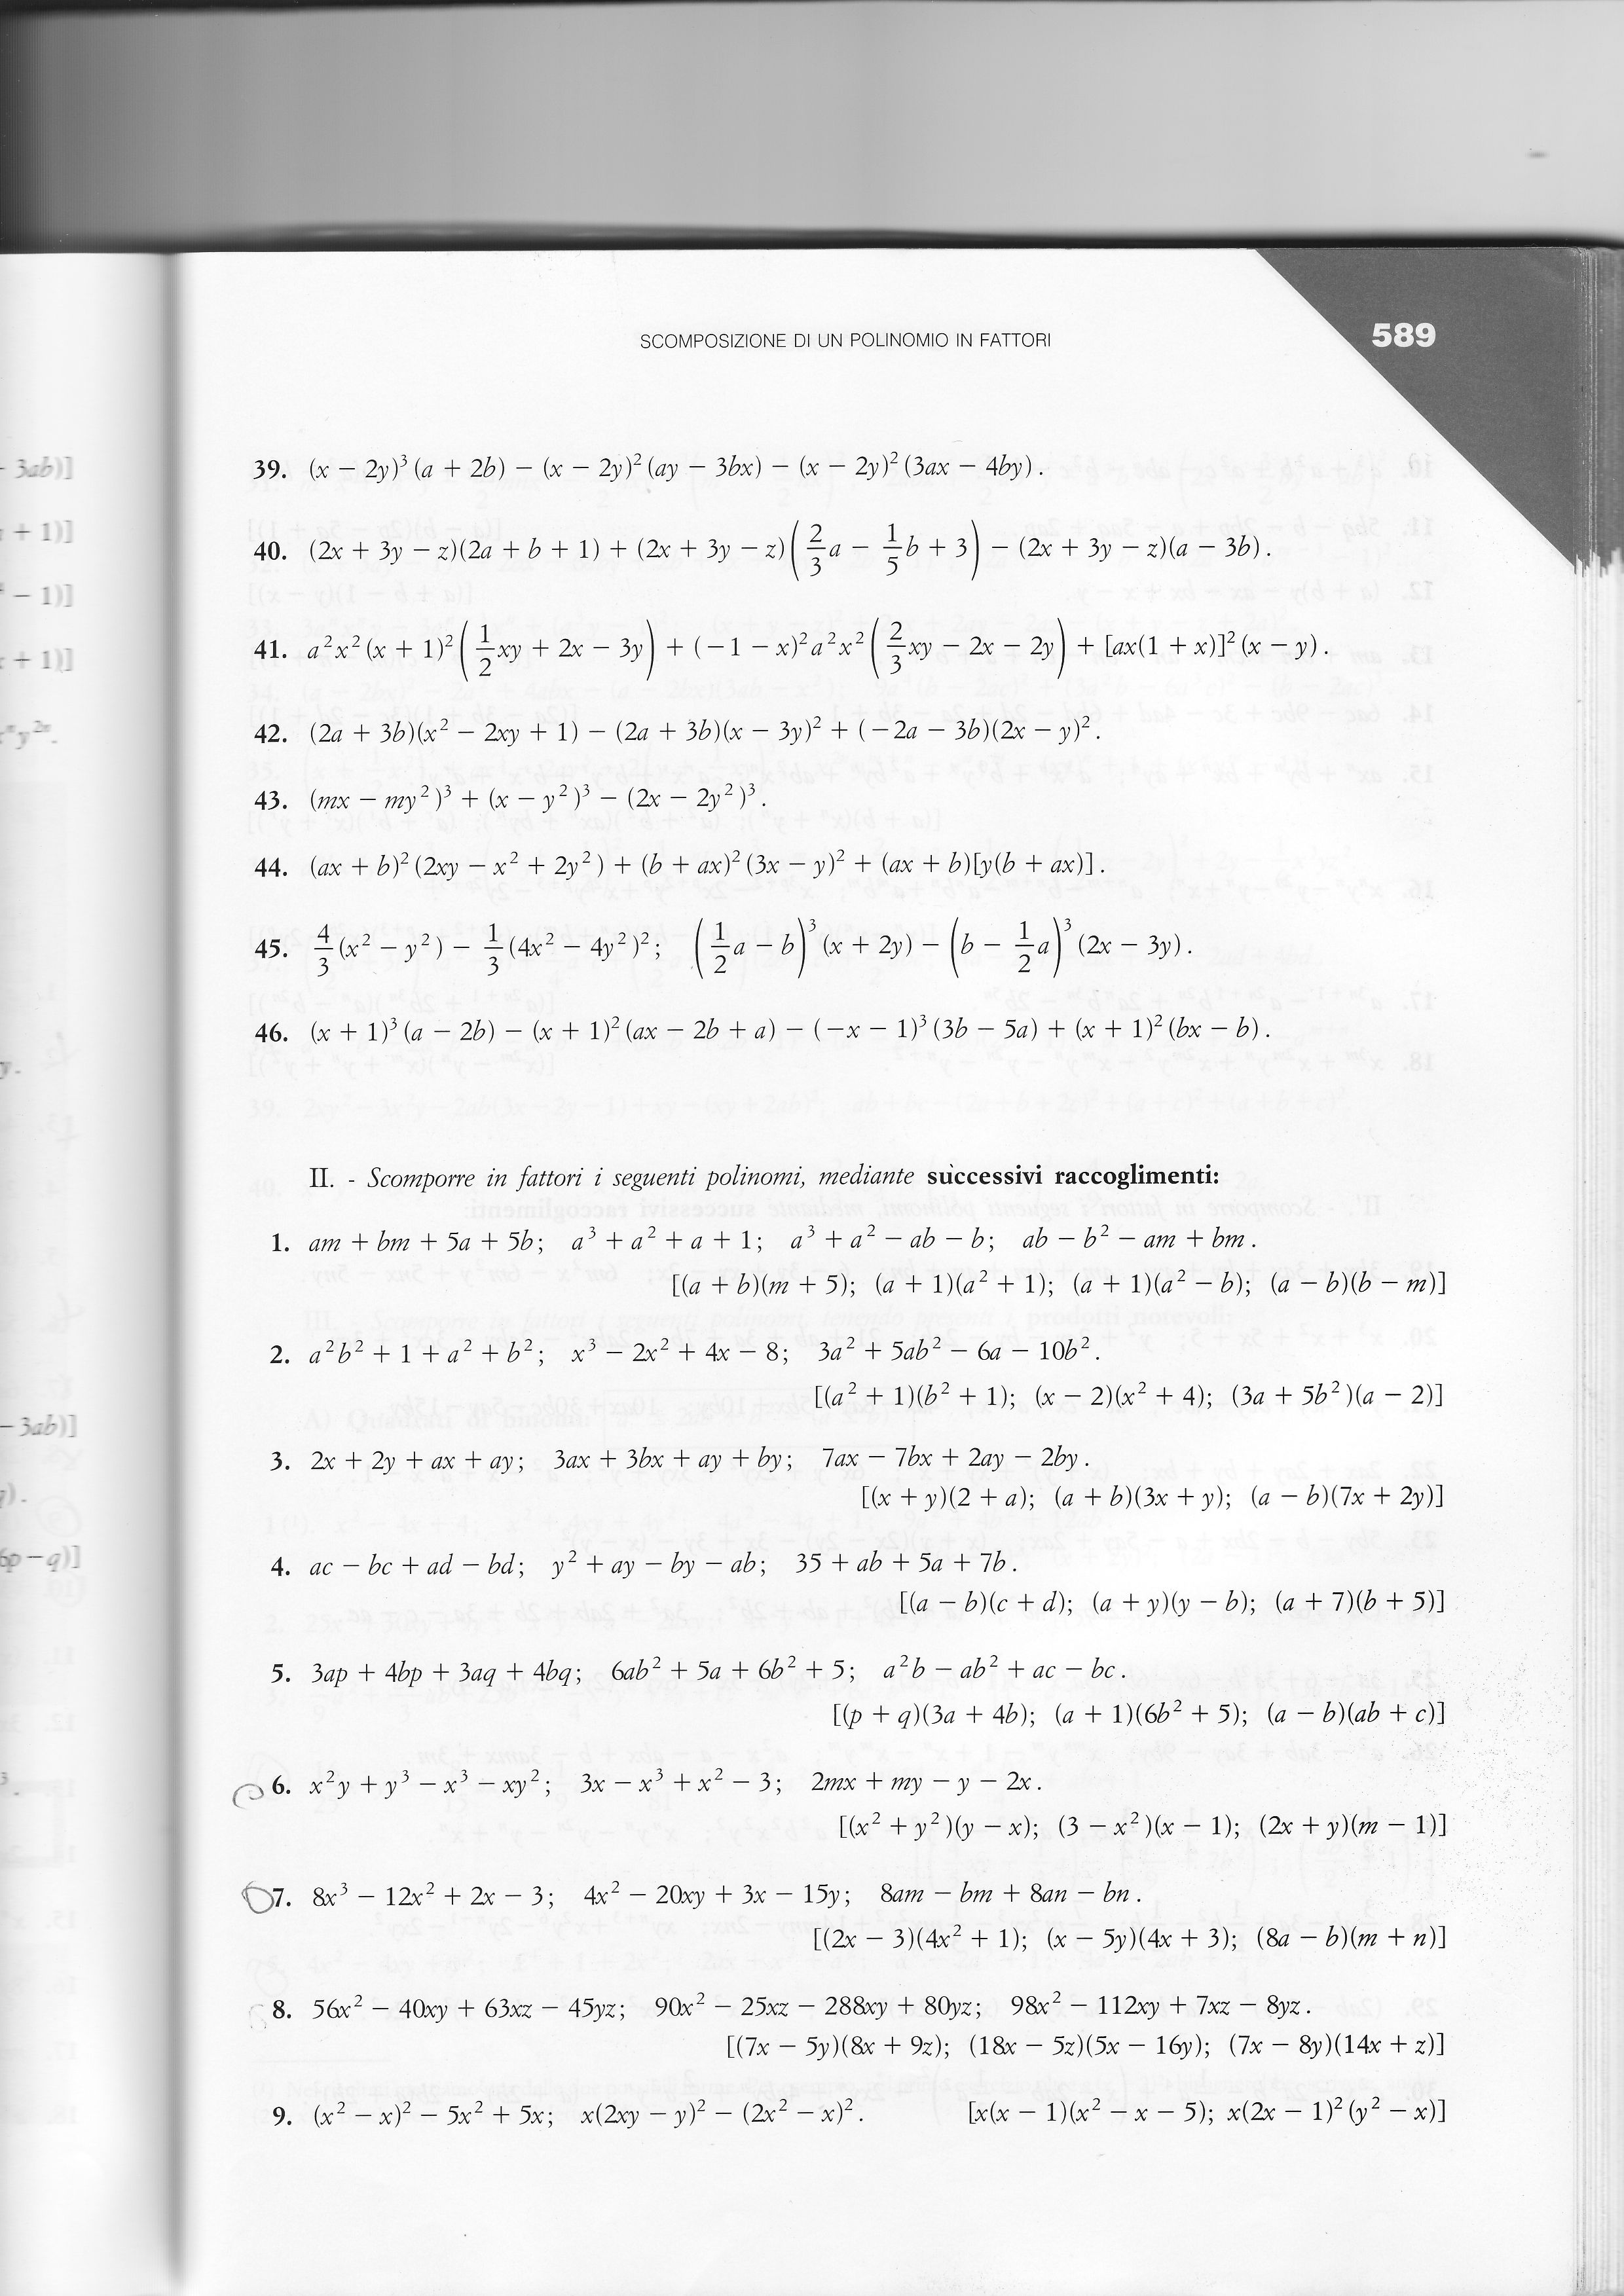 SCOMPOSIZIONE DI UN POLINOMIO IN FATTORI
589
39. (x − 2y)³(a + 2b) − (x − 2y)²(ay − 3bx) − (x − 2y)²(3ax − 4by).
40. (2x + 3y − z)(2a + b + 1) + (2x + 3y − z)(2/3 a − 1/5 b + 3) − (2x + 3y − z)(a − 3b).
41. a²x²(x + 1)²(1/2 xy + 2x − 3y) + (−1 − x)²a²x²(2/3 xy − 2x − 2y) + [ax(1 + x)]²(x − y).
42. (2a + 3b)(x² − 2xy + 1) − (2a + 3b)(x − 3y)² + (−2a − 3b)(2x − y)².
43. (mx − my²)³ + (x − y²)³ − (2x − 2y²)³.
44. (ax + b)²(2xy − x² + 2y²) + (b + ax)²(3x − y)² + (ax + b)[y(b + ax)].
45. 4/3 (x² − y²) − 1/3 (4x² − 4y²)²; (1/2 a − b)³(x + 2y) − (b − 1/2 a)³(2x − 3y).
46. (x + 1)³(a − 2b) − (x + 1)²(ax − 2b + a) − (−x − 1)³(3b − 5a) + (x + 1)²(bx − b).
II. - Scomporre in fattori i seguenti polinomi, mediante successivi raccoglimenti:
1. am + bm + 5a + 5b; a³ + a² + a + 1; a³ + a² − ab − b; ab − b² − am + bm.
[(a + b)(m + 5); (a + 1)(a² + 1); (a + 1)(a² − b); (a − b)(b − m)]
2. a²b² + 1 + a² + b²; x³ − 2x² + 4x − 8; 3a² + 5ab² − 6a − 10b².
[(a² + 1)(b² + 1); (x − 2)(x² + 4); (3a + 5b²)(a − 2)]
3. 2x + 2y + ax + ay; 3ax + 3bx + ay + by; 7ax − 7bx + 2ay − 2by.
[(x + y)(2 + a); (a + b)(3x + y); (a − b)(7x + 2y)]
4. ac − bc + ad − bd; y² + ay − by − ab; 35 + ab + 5a + 7b.
[(a − b)(c + d); (a + y)(y − b); (a + 7)(b + 5)]
5. 3ap + 4bp + 3aq + 4bq; 6ab² + 5a + 6b² + 5; a²b − ab² + ac − bc.
[(p + q)(3a + 4b); (a + 1)(6b² + 5); (a − b)(ab + c)]
6. x²y + y³ − x³ − xy²; 3x − x³ + x² − 3; 2mx + my − y − 2x.
[(x² + y²)(y − x); (3 − x²)(x − 1); (2x + y)(m − 1)]
7. 8x³ − 12x² + 2x − 3; 4x² − 20xy + 3x − 15y; 8am − bm + 8an − bn.
[(2x − 3)(4x² + 1); (x − 5y)(4x + 3); (8a − b)(m + n)]
8. 56x² − 40xy + 63xz − 45yz; 90x² − 25xz − 288xy + 80yz; 98x² − 112xy + 7xz − 8yz.
[(7x − 5y)(8x + 9z); (18x − 5z)(5x − 16y); (7x − 8y)(14x + z)]
9. (x² − x)² − 5x² + 5x; x(2xy − y)² − (2x² − x)². [x(x − 1)(x² − x − 5); x(2x − 1)²(y² − x)]
− 3ab)]
+ 1)]
− 1)]
+ 1)]
− 3ab)]
6p − q)]